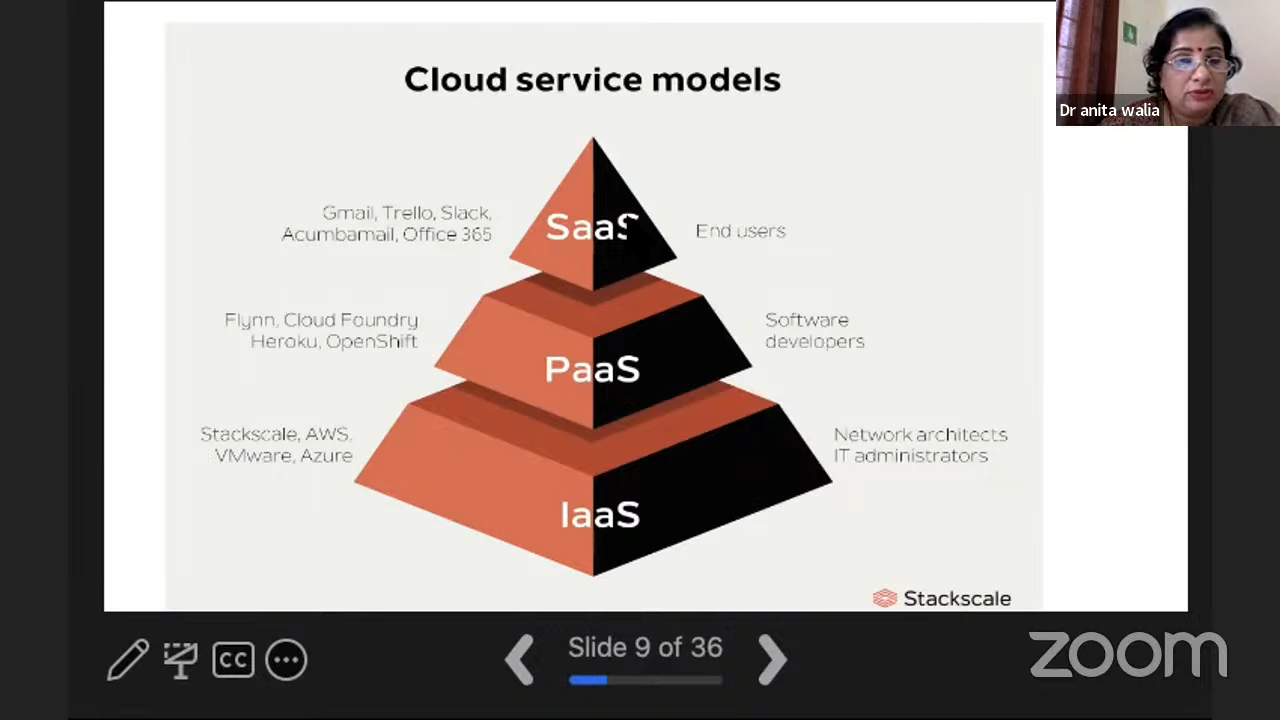 Cloud service models
Gmail, Trello, Slack,
Acumbamail, Office 365
SaaS
End users
Flynn, Cloud Foundry
Heroku, OpenShift
PaaS
Software
developers
Stackscale, AWS,
VMware, Azure
IaaS
Network architects
IT administrators
Stackscale
Dr anita walia
CC
Slide 9 of 36
zoom